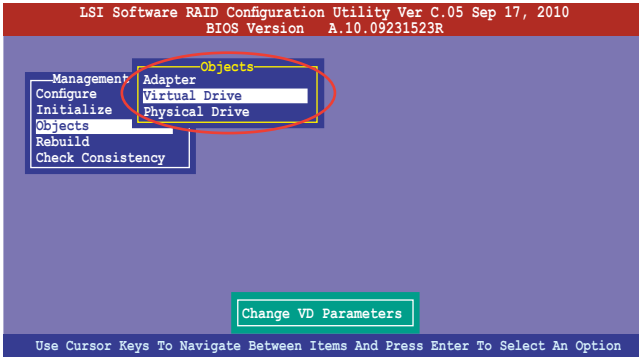 LSI Software RAID Configuration Utility Ver C.05 Sep 17, 2010
BIOS Version A.10.09231523R
Management
Configure
Initialize
Objects
Rebuild
Check Consistency
Objects
Adapter
Virtual Drive
Physical Drive
Change VD Parameters
Use Cursor Keys To Navigate Between Items And Press Enter To Select An Option